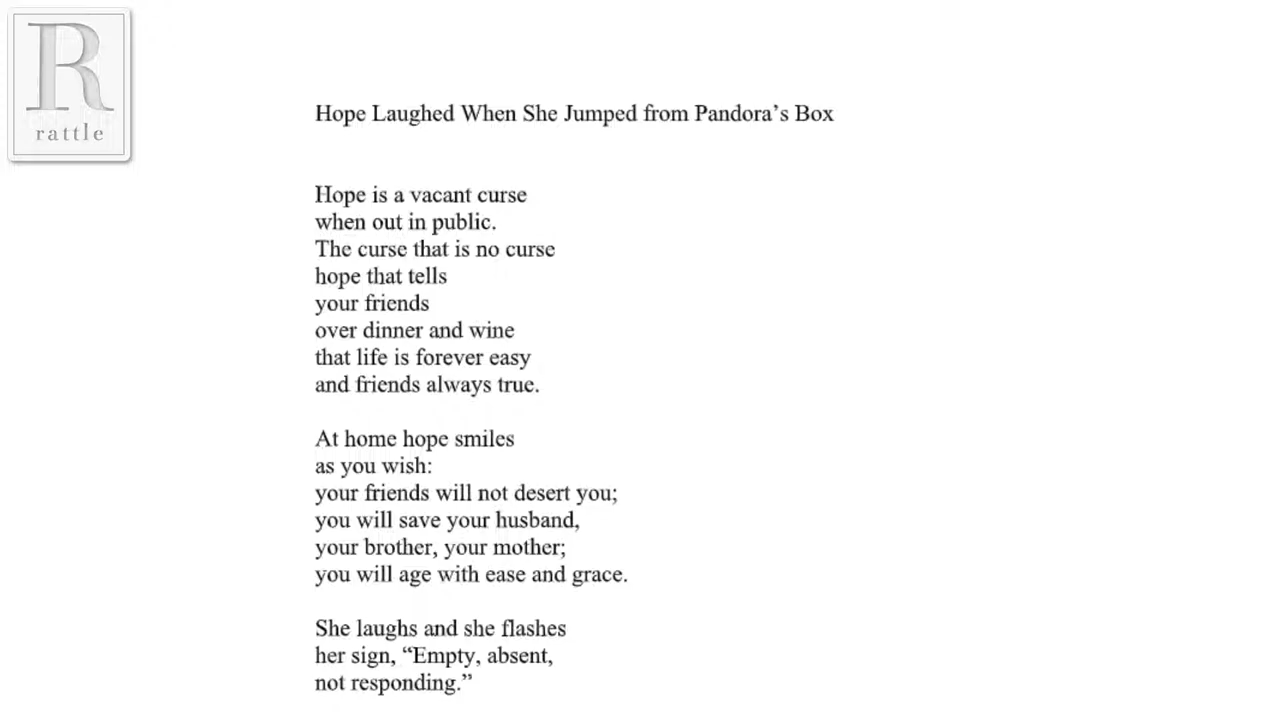 R
rattle
Hope Laughed When She Jumped from Pandora’s Box
Hope is a vacant curse
when out in public.
The curse that is no curse
hope that tells
your friends
over dinner and wine
that life is forever easy
and friends always true.
At home hope smiles
as you wish:
your friends will not desert you;
you will save your husband,
your brother, your mother;
you will age with ease and grace.
She laughs and she flashes
her sign, “Empty, absent,
not responding.”